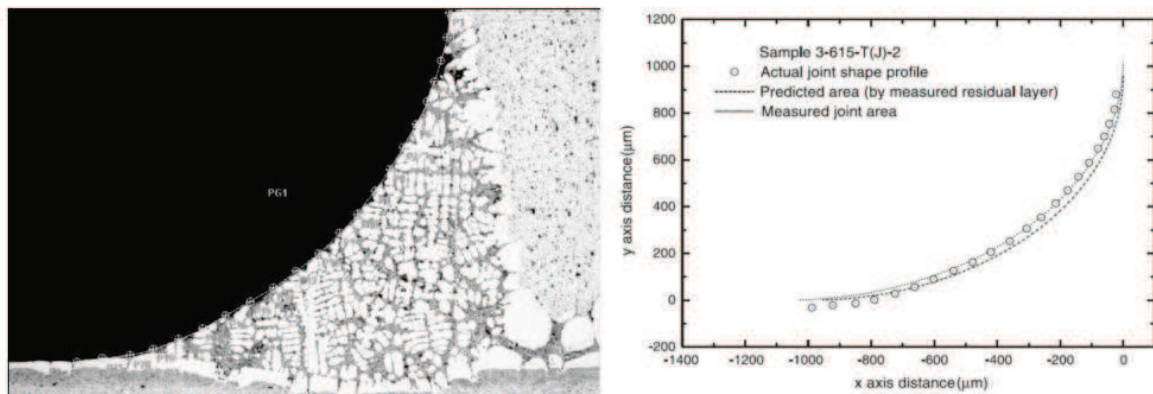 PG1
1200
1000
800
600
400
200
0
-200
y axis distance(μm)
Sample 3-615-T(J)-2
Actual joint shape profile
Predicted area (by measured residual layer)
Measured joint area
-1400 -1200 -1000 -800 -600 -400 -200 0
x axis distance(μm)